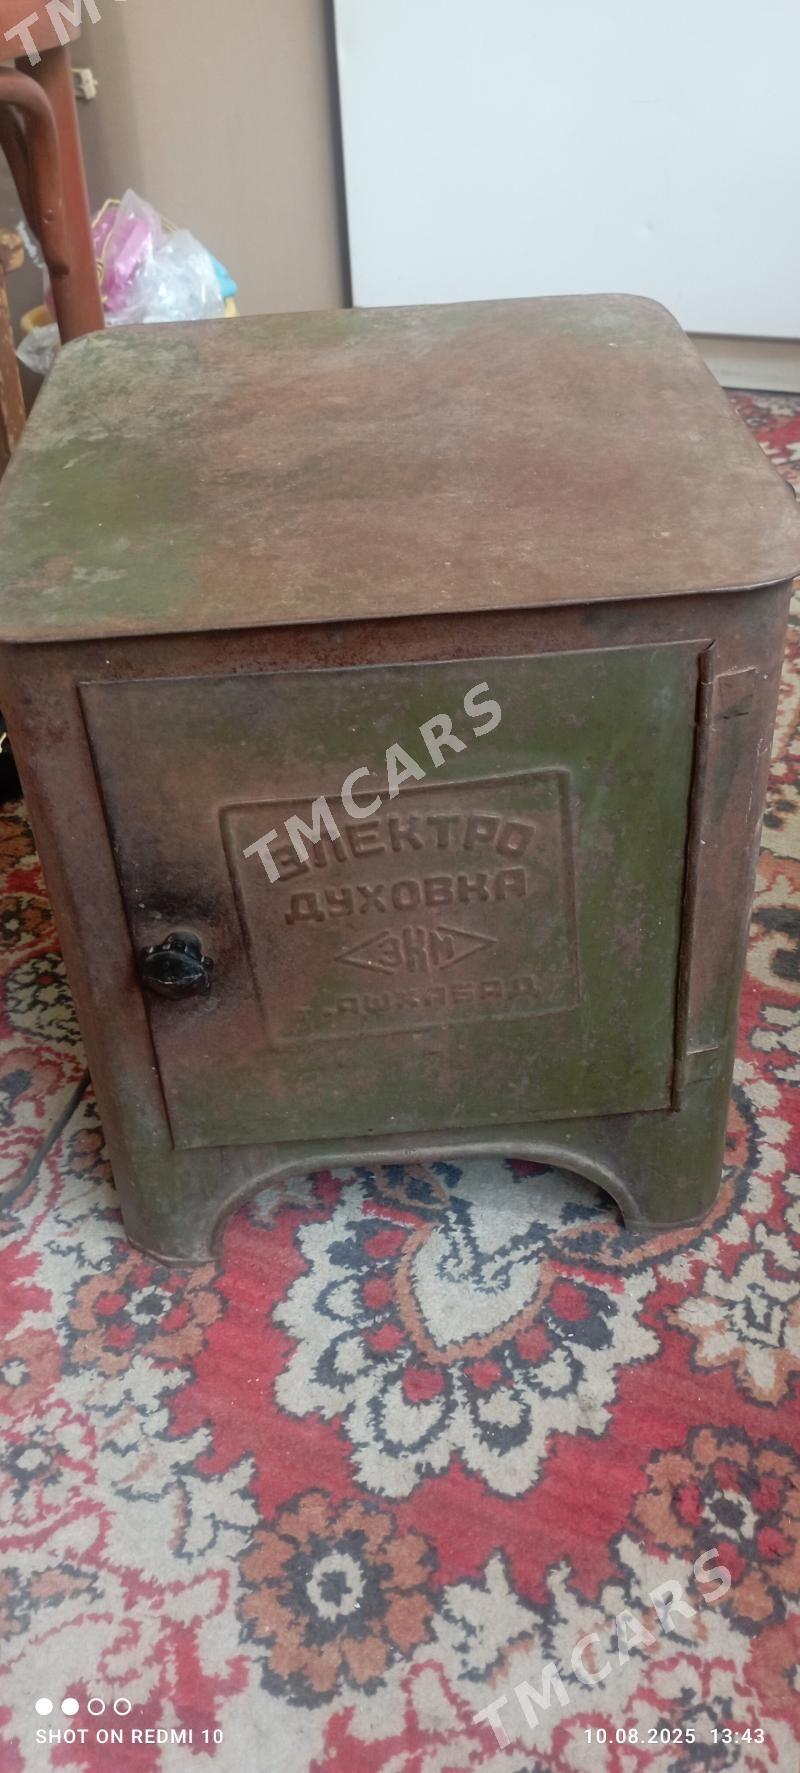 TMCARS
ЭЛЕКТРО
ДУХОВКА
ЭКМ
Г.АШХАБАД
TMCARS
TMCARS
SHOT ON REDMI 10
10.08.2025 13:43